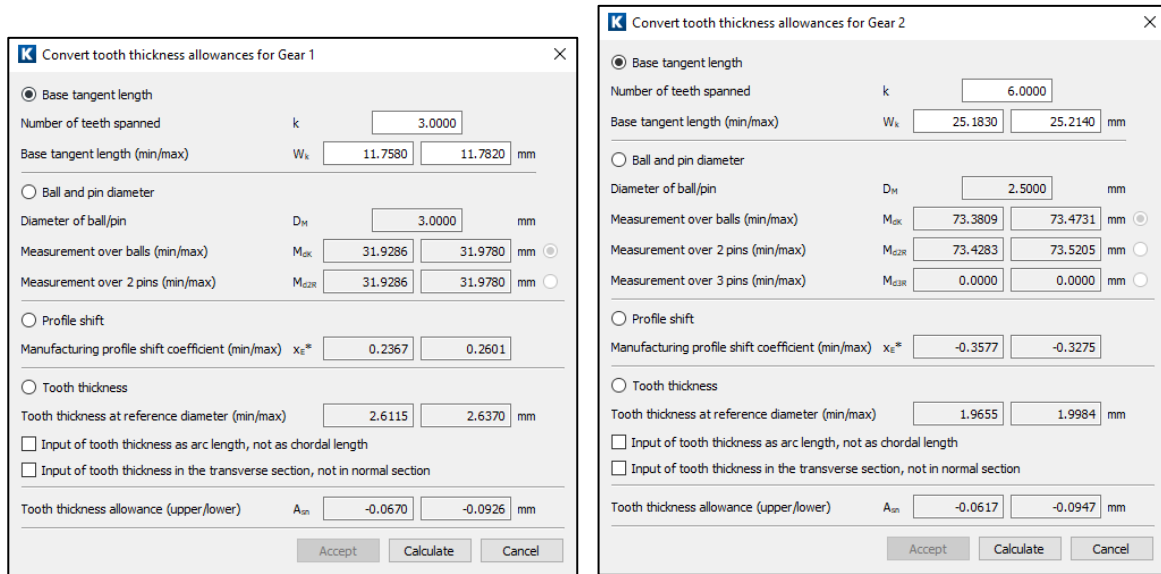 K Convert tooth thickness allowances for Gear 1
Base tangent length
Number of teeth spanned k 3.0000
Base tangent length (min/max) Wk 11.7580 11.7820 mm
Ball and pin diameter
Diameter of ball/pin DM 3.0000 mm
Measurement over balls (min/max) MdK 31.9286 31.9780 mm
Measurement over 2 pins (min/max) Md2R 31.9286 31.9780 mm
Profile shift
Manufacturing profile shift coefficient (min/max) xE* 0.2367 0.2601
Tooth thickness
Tooth thickness at reference diameter (min/max) 2.6115 2.6370 mm
Input of tooth thickness as arc length, not as chordal length
Input of tooth thickness in the transverse section, not in normal section
Tooth thickness allowance (upper/lower) Asn -0.0670 -0.0926 mm
Accept Calculate Cancel
K Convert tooth thickness allowances for Gear 2
Base tangent length
Number of teeth spanned k 6.0000
Base tangent length (min/max) Wk 25.1830 25.2140 mm
Ball and pin diameter
Diameter of ball/pin DM 2.5000 mm
Measurement over balls (min/max) MdK 73.3809 73.4731 mm
Measurement over 2 pins (min/max) Md2R 73.4283 73.5205 mm
Measurement over 3 pins (min/max) Md3R 0.0000 0.0000 mm
Profile shift
Manufacturing profile shift coefficient (min/max) xE* -0.3577 -0.3275
Tooth thickness
Tooth thickness at reference diameter (min/max) 1.9655 1.9984 mm
Input of tooth thickness as arc length, not as chordal length
Input of tooth thickness in the transverse section, not in normal section
Tooth thickness allowance (upper/lower) Asn -0.0617 -0.0947 mm
Accept Calculate Cancel